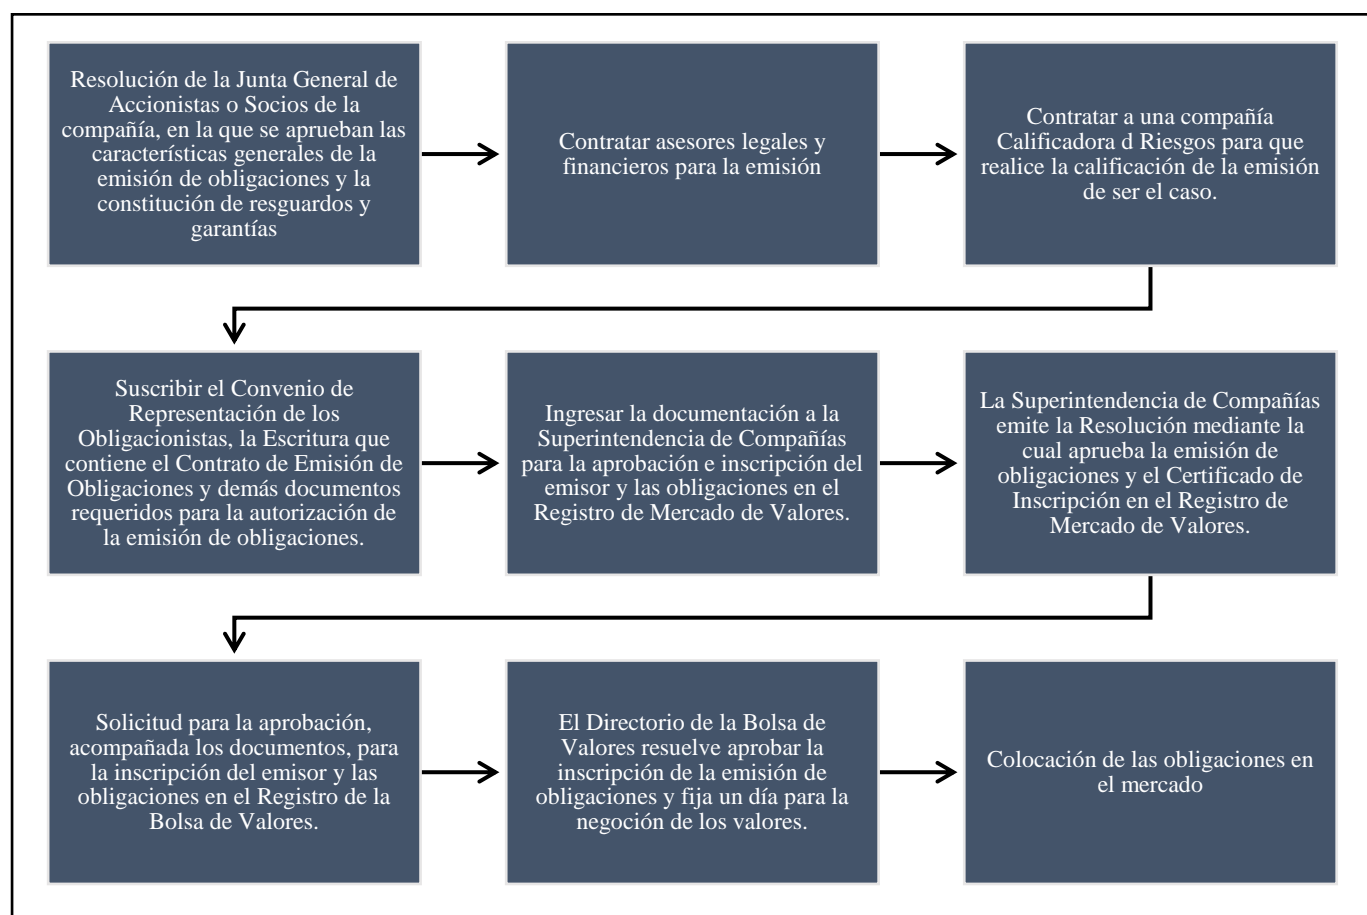 Resolución de la Junta General de
Accionistas o Socios de la
compañía, en la que se aprueban las
características generales de la
emisión de obligaciones y la
constitución de resguardos y
garantías
Contratar asesores legales y
financieros para la emisión
Contratar a una compañía
Calificadora d Riesgos para que
realice la calificación de la emisión
de ser el caso.
Suscribir el Convenio de
Representación de los
Obligacionistas, la Escritura que
contiene el Contrato de Emisión de
Obligaciones y demás documentos
requeridos para la autorización de
la emisión de obligaciones.
Ingresar la documentación a la
Superintendencia de Compañías
para la aprobación e inscripción del
emisor y las obligaciones en el
Registro de Mercado de Valores.
La Superintendencia de Compañías
emite la Resolución mediante la
cual aprueba la emisión de
obligaciones y el Certificado de
Inscripción en el Registro de
Mercado de Valores.
Solicitud para la aprobación,
acompañada los documentos, para
la inscripción del emisor y las
obligaciones en el Registro de la
Bolsa de Valores.
El Directorio de la Bolsa de
Valores resuelve aprobar la
inscripción de la emisión de
obligaciones y fija un día para la
negoción de los valores.
Colocación de las obligaciones en
el mercado